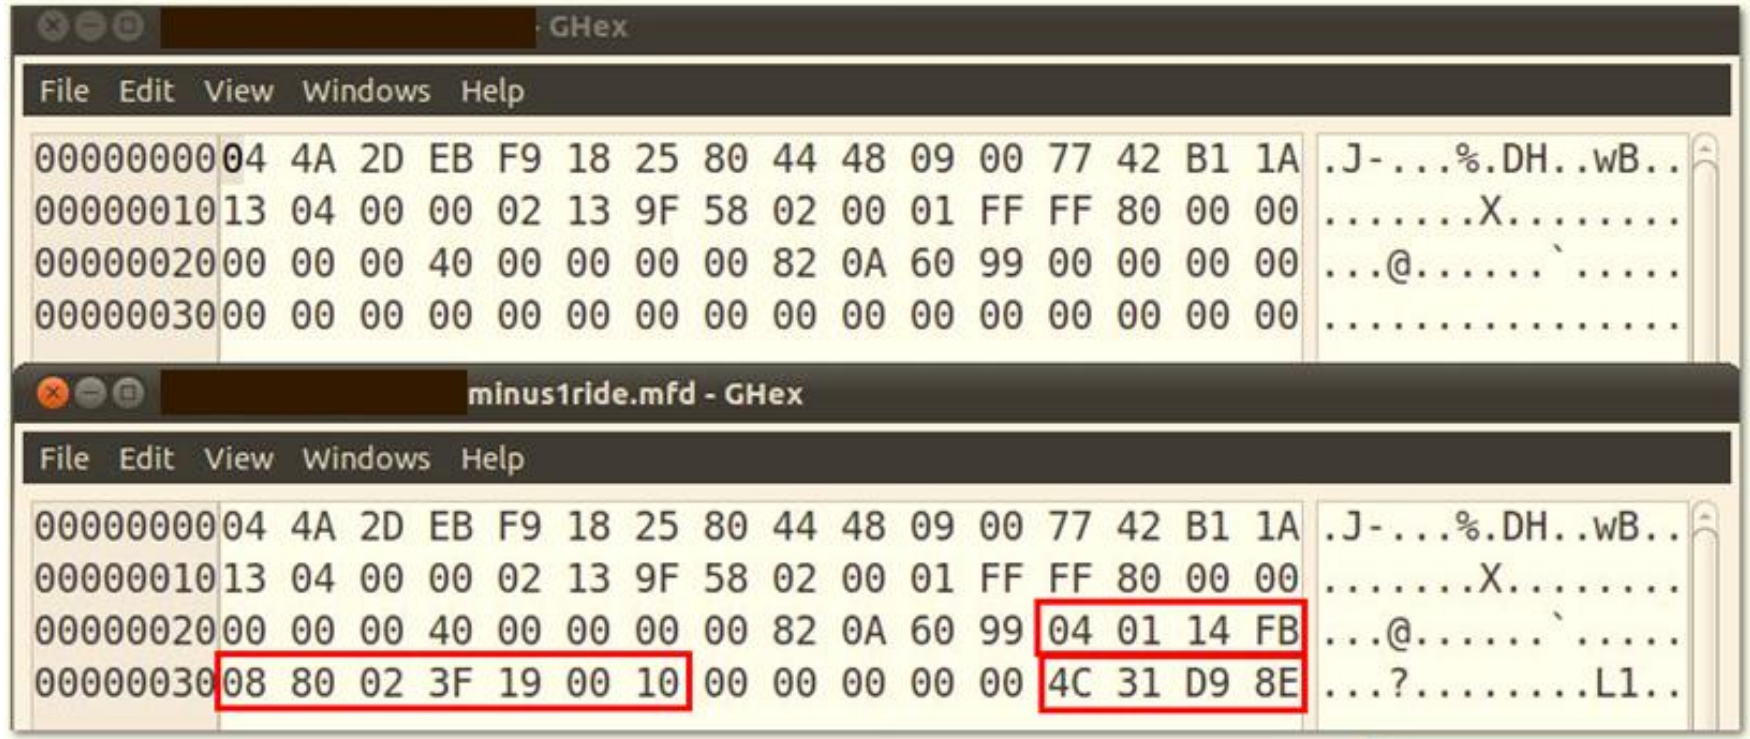 - GHex
File Edit View Windows Help
00000000 04 4A 2D EB F9 18 25 80 44 48 09 00 77 42 B1 1A .J-...%.DH..wB..
00000010 13 04 00 00 02 13 9F 58 02 00 01 FF FF 80 00 00 .......X........
00000020 00 00 00 40 00 00 00 00 82 0A 60 99 00 00 00 00 ...@......`.....
00000030 00 00 00 00 00 00 00 00 00 00 00 00 00 00 00 00 ................
minus1ride.mfd - GHex
File Edit View Windows Help
00000000 04 4A 2D EB F9 18 25 80 44 48 09 00 77 42 B1 1A .J-...%.DH..wB..
00000010 13 04 00 00 02 13 9F 58 02 00 01 FF FF 80 00 00 .......X........
00000020 00 00 00 40 00 00 00 00 82 0A 60 99 04 01 14 FB ...@......`.....
00000030 08 80 02 3F 19 00 10 00 00 00 00 00 4C 31 D9 8E ...?........L1..